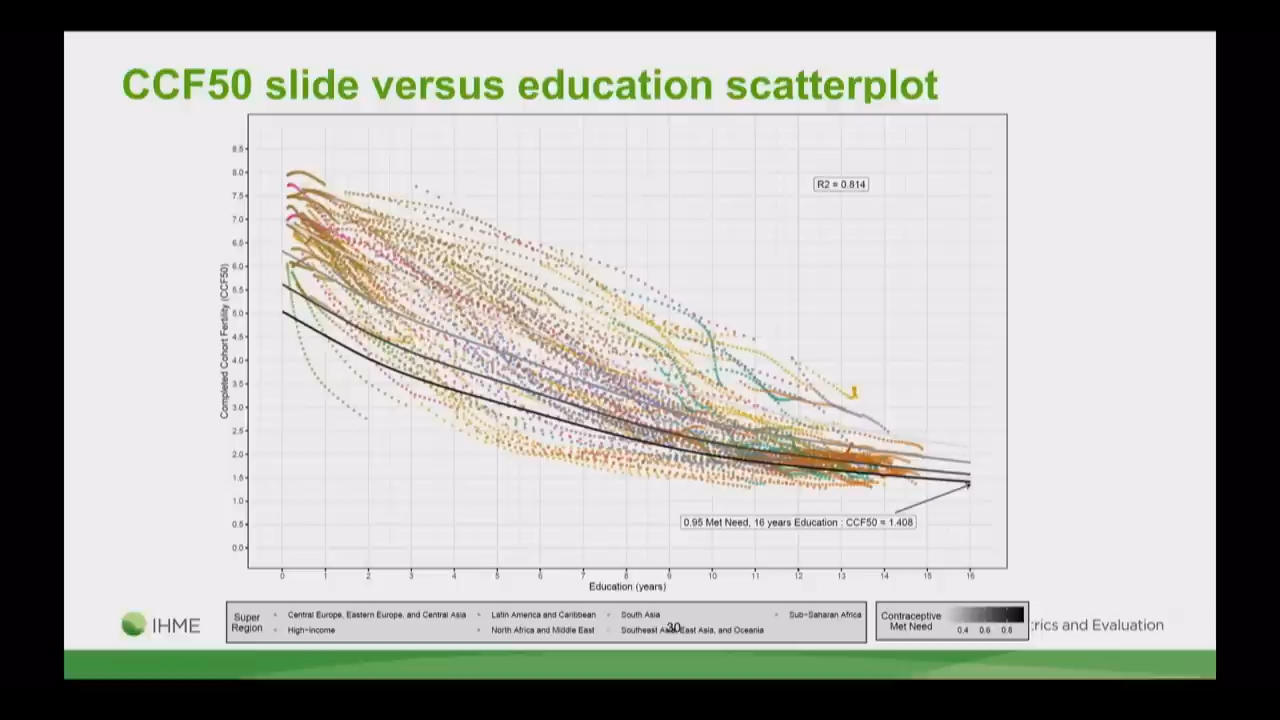 CCF50 slide versus education scatterplot
R2 = 0.814
Completed Cohort Fertility (CCF50)
8.5
8.0
7.5
7.0
6.5
6.0
5.5
5.0
4.5
4.0
3.5
3.0
2.5
2.0
1.5
1.0
0.5
0.0
0.95 Met Need, 16 years Education : CCF50 = 1.408
0 1 2 3 4 5 6 7 8 9 10 11 12 13 14 15 16
Education (years)
Super Region
Central Europe, Eastern Europe, and Central Asia
Latin America and Caribbean
South Asia
Sub-Saharan Africa
High-income
North Africa and Middle East
Southeast Asia, East Asia, and Oceania
30
Contraceptive Met Need
0.4 0.6 0.8
IHME
rics and Evaluation